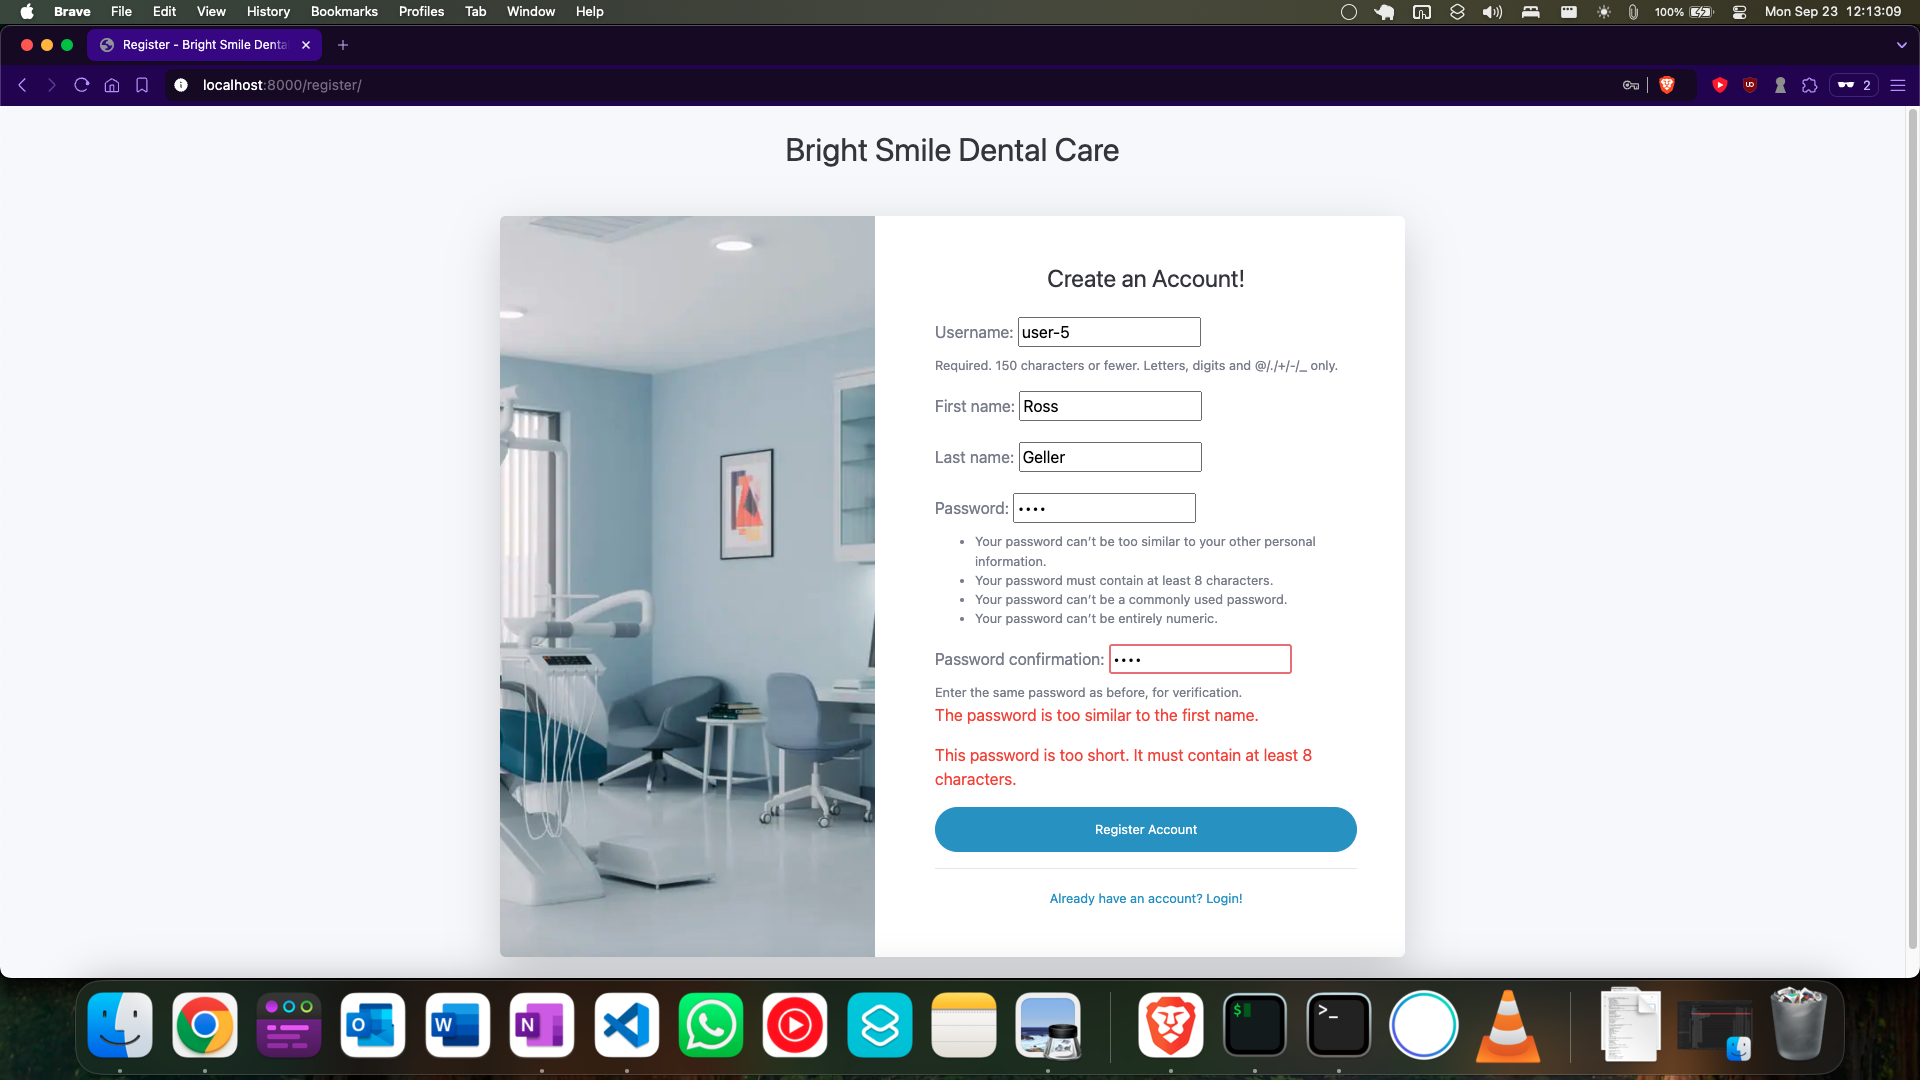 Brave File Edit View History Bookmarks Profiles Tab Window Help 100% Mon Sep 23 12:13:09
Register - Bright Smile Denta
localhost:8000/register/ 2
Bright Smile Dental Care
Create an Account!
Username: user-5
Required. 150 characters or fewer. Letters, digits and @/./+/-/_ only.
First name: Ross
Last name: Geller
Password: ••••
• Your password can't be too similar to your other personal
information.
• Your password must contain at least 8 characters.
• Your password can't be a commonly used password.
• Your password can't be entirely numeric.
Password confirmation: ••••
Enter the same password as before, for verification.
The password is too similar to the first name.
This password is too short. It must contain at least 8
characters.
Register Account
Already have an account? Login!